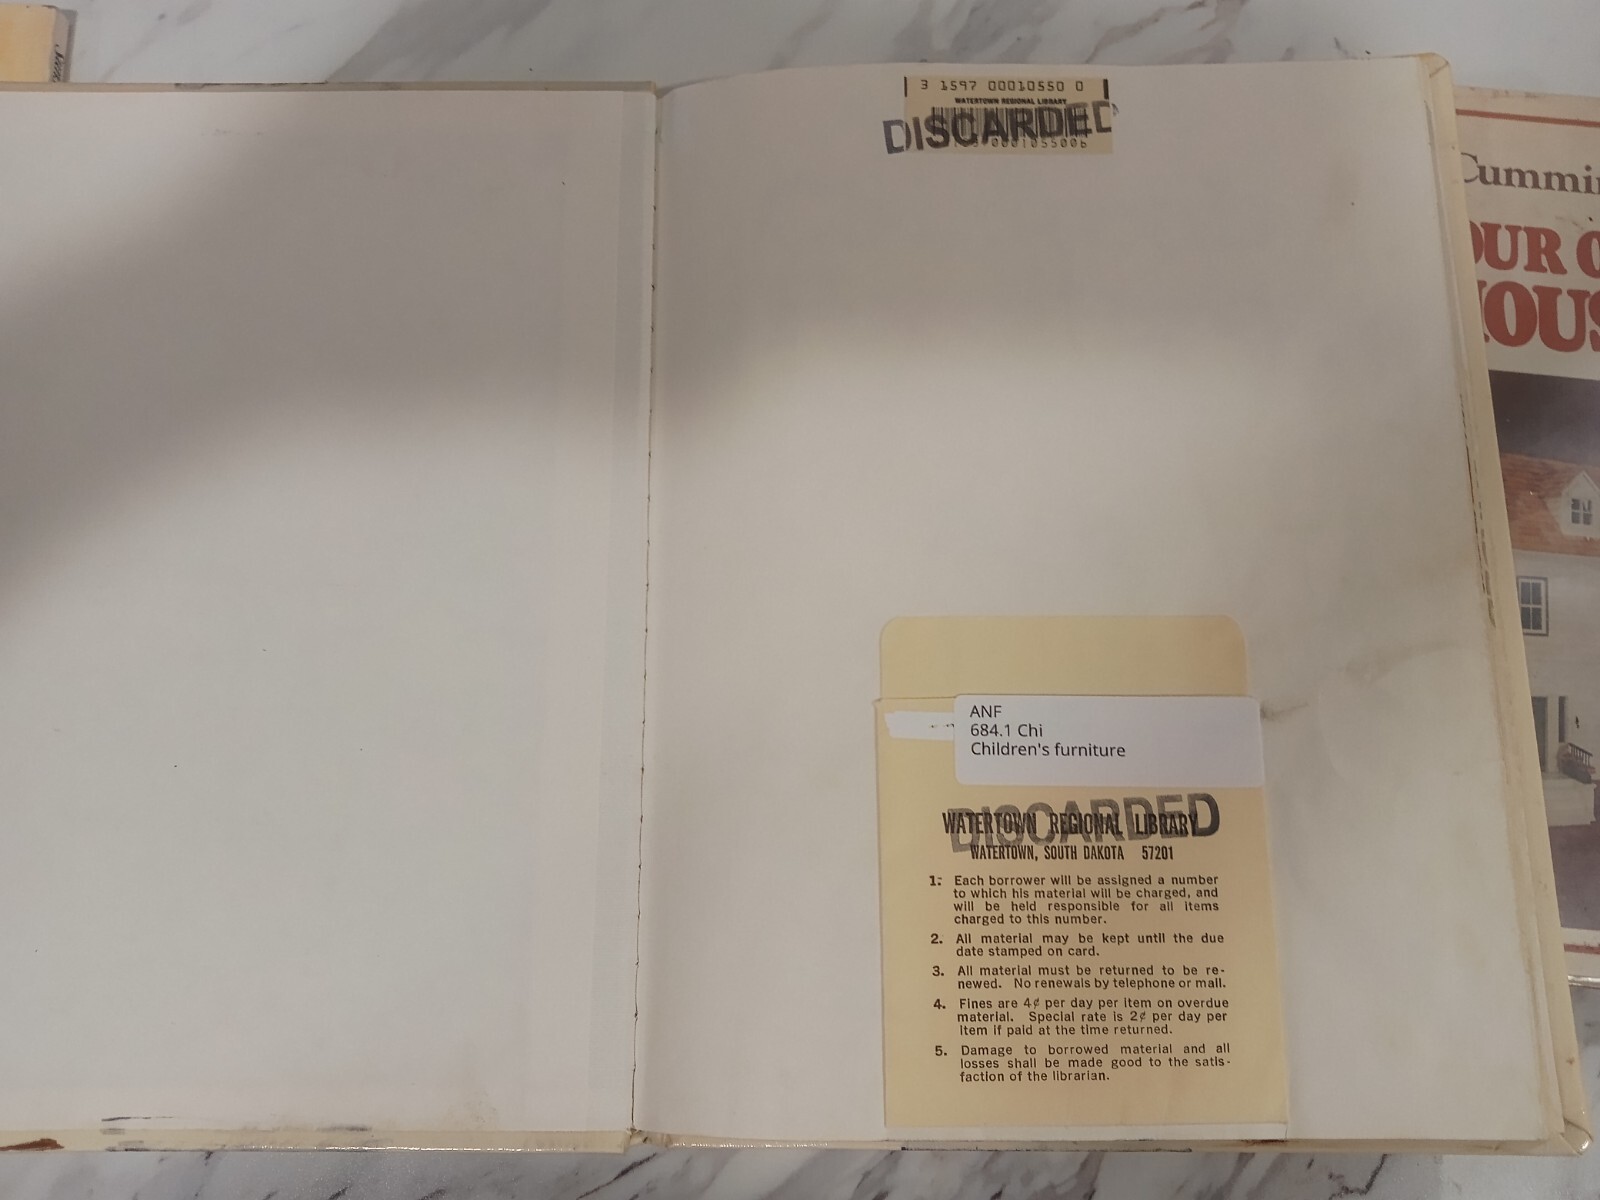 3 1597 00010550 0
WATERTOWN REGIONAL LIBRARY
DISCARDED
ANF
684.1 Chi
Children's furniture
DISCARDED
WATERTOWN REGIONAL LIBRARY
WATERTOWN, SOUTH DAKOTA 57201
1. Each borrower will be assigned a number
to which his material will be charged, and
will be held responsible for all items
charged to this number.
2. All material may be kept until the due
date stamped on card.
3. All material must be returned to be re-
newed. No renewals by telephone or mail.
4. Fines are 4¢ per day per item on overdue
material. Special rate is 2¢ per day per
item if paid at the time returned.
5. Damage to borrowed material and all
losses shall be made good to the satis-
faction of the librarian.
Cummin
OUR O
HOUS